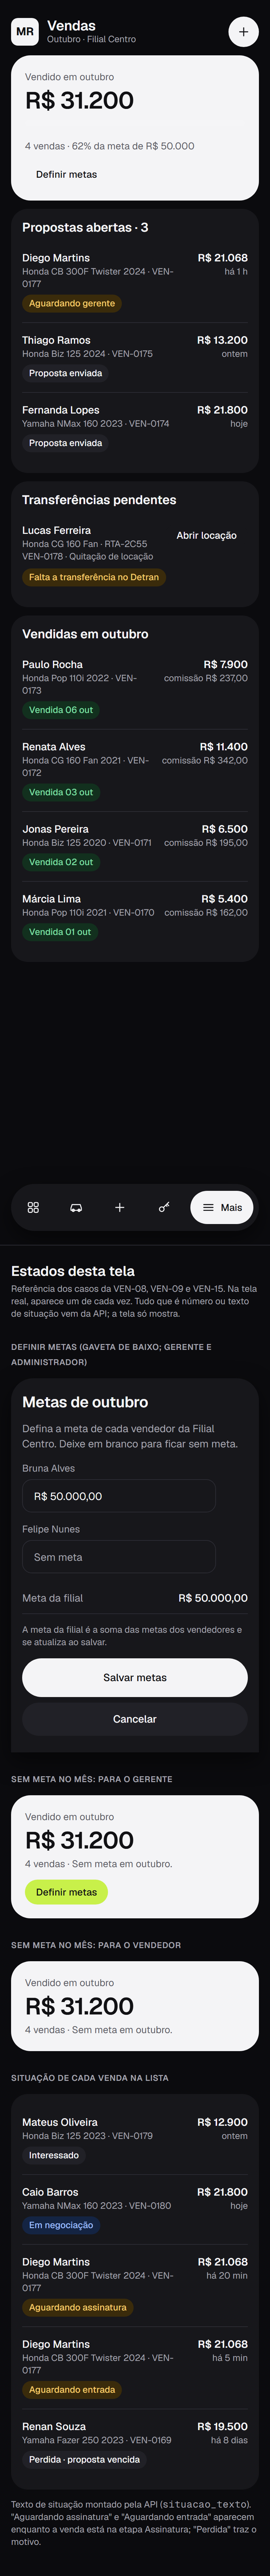 MR
Vendas
Outubro · Filial Centro
Vendido em outubro
R$ 31.200
4 vendas · 62% da meta de R$ 50.000
Definir metas
Propostas abertas · 3
Diego Martins
R$ 21.068
Honda CB 300F Twister 2024 · VEN-
0177
há 1 h
Aguardando gerente
Thiago Ramos
R$ 13.200
Honda Biz 125 2024 · VEN-0175
ontem
Proposta enviada
Fernanda Lopes
R$ 21.800
Yamaha NMax 160 2023 · VEN-0174
hoje
Proposta enviada
Transferências pendentes
Lucas Ferreira
Honda CG 160 Fan · RTA-2C55
VEN-0178 · Quitação de locação
Abrir locação
Falta a transferência no Detran
Vendidas em outubro
Paulo Rocha
R$ 7.900
Honda Pop 110i 2022 · VEN-
0173
comissão R$ 237,00
Vendida 06 out
Renata Alves
R$ 11.400
Honda CG 160 Fan 2021 · VEN-
0172
comissão R$ 342,00
Vendida 03 out
Jonas Pereira
R$ 6.500
Honda Biz 125 2020 · VEN-0171
comissão R$ 195,00
Vendida 02 out
Márcia Lima
R$ 5.400
Honda Pop 110i 2021 · VEN-0170
comissão R$ 162,00
Vendida 01 out
Mais
Estados desta tela
Referência dos casos da VEN-08, VEN-09 e VEN-15. Na tela
real, aparece um de cada vez. Tudo que é número ou texto
de situação vem da API; a tela só mostra.
DEFINIR METAS (GAVETA DE BAIXO; GERENTE E
ADMINISTRADOR)
Metas de outubro
Defina a meta de cada vendedor da Filial
Centro. Deixe em branco para ficar sem meta.
Bruna Alves
R$ 50.000,00
Felipe Nunes
Sem meta
Meta da filial
R$ 50.000,00
A meta da filial é a soma das metas dos vendedores e
se atualiza ao salvar.
Salvar metas
Cancelar
SEM META NO MÊS: PARA O GERENTE
Vendido em outubro
R$ 31.200
4 vendas · Sem meta em outubro.
Definir metas
SEM META NO MÊS: PARA O VENDEDOR
Vendido em outubro
R$ 31.200
4 vendas · Sem meta em outubro.
SITUAÇÃO DE CADA VENDA NA LISTA
Mateus Oliveira
R$ 12.900
Honda Biz 125 2023 · VEN-0179
ontem
Interessado
Caio Barros
R$ 21.800
Yamaha NMax 160 2023 · VEN-0180
hoje
Em negociação
Diego Martins
R$ 21.068
Honda CB 300F Twister 2024 · VEN-
0177
há 20 min
Aguardando assinatura
Diego Martins
R$ 21.068
Honda CB 300F Twister 2024 · VEN-
0177
há 5 min
Aguardando entrada
Renan Souza
R$ 19.500
Yamaha Fazer 250 2023 · VEN-0169
há 8 dias
Perdida · proposta vencida
Texto de situação montado pela API (situacao_texto).
"Aguardando assinatura" e "Aguardando entrada" aparecem
enquanto a venda está na etapa Assinatura; "Perdida" traz o
motivo.